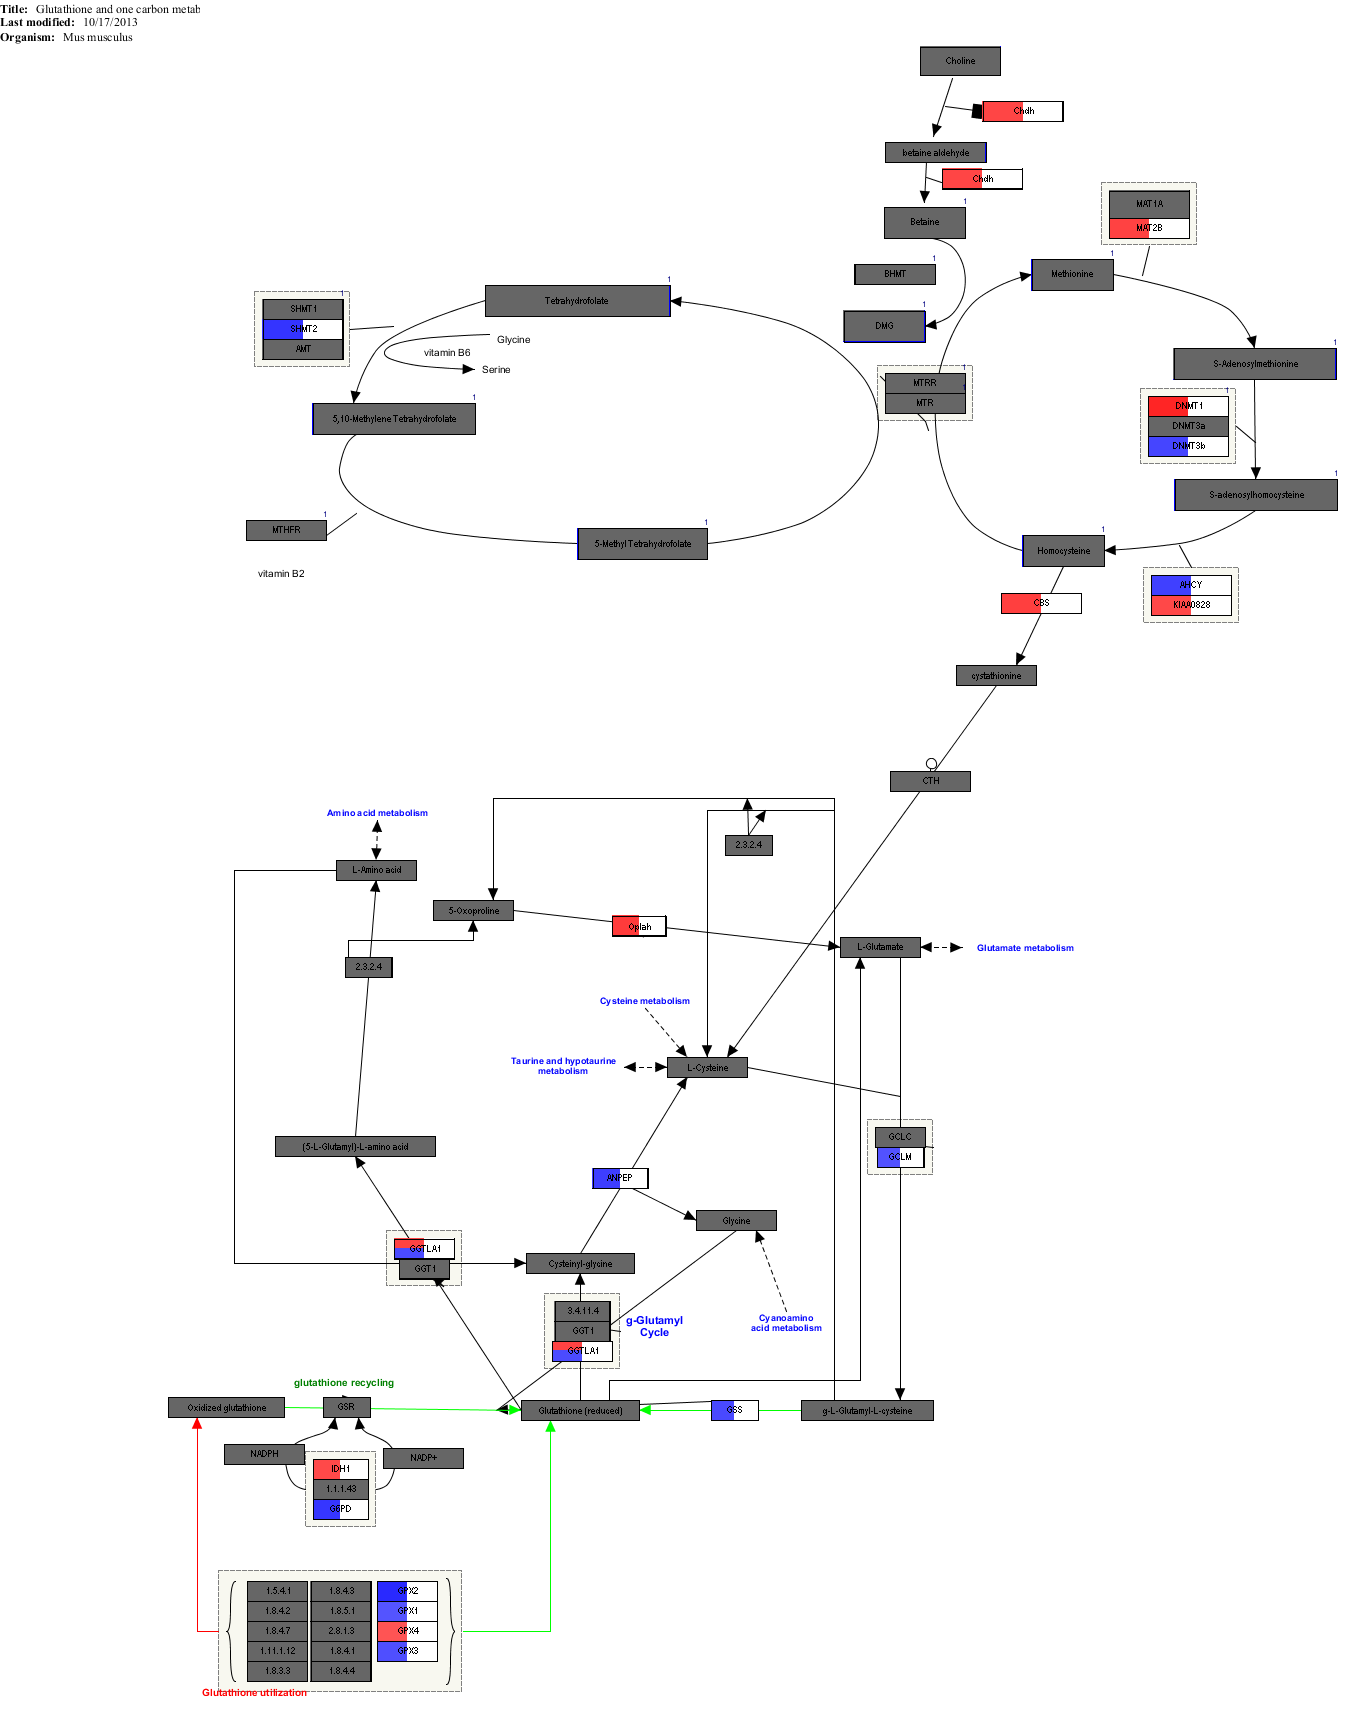 Title: Glutathione and one carbon metab
Last modified: 10/17/2013
Organism: Mus musculus
1
Choline
Chdh
betaine aldehyde
Chdh
1
Betaine
MAT1A
MAT2B
1
BHMT
1
Methionine
1
DMG
1
SHMT1
SHMT2
AMT
1
Tetrahydrofolate
Glycine
vitamin B6
Serine
1
S-Adenosylmethionine
1
MTRR
1
MTR
1
5,10-Methylene Tetrahydrofolate
1
DNMT1
DNMT3a
DNMT3b
1
S-adenosylhomocysteine
1
MTHFR
vitamin B2
1
5-Methyl Tetrahydrofolate
1
Homocysteine
AHCY
KIAA0828
CBS
cystathionine
CTH
Amino acid metabolism
2.3.2.4
L-Amino acid
5-Oxoproline
Oplah
L-Glutamate
Glutamate metabolism
2.3.2.4
Cysteine metabolism
Taurine and hypotaurine
metabolism
L-Cysteine
(5-L-Glutamyl)-L-amino acid
GCLC
GCLM
ANPEP
Glycine
GGTLA1
GGT1
Cysteinyl-glycine
3.4.11.4
GGT1
GGTLA1
g-Glutamyl
Cycle
Cyanoamino
acid metabolism
glutathione recycling
Oxidized glutathione
GSR
Glutathione (reduced)
GSS
g-L-Glutamyl-L-cysteine
NADPH
NADP+
IDH1
1.1.1.43
G6PD
1.5.4.1
1.8.4.3
GPX2
1.8.4.2
1.8.5.1
GPX1
1.8.4.7
2.8.1.3
GPX4
1.11.1.12
1.8.4.1
GPX3
1.8.3.3
1.8.4.4
Glutathione utilization